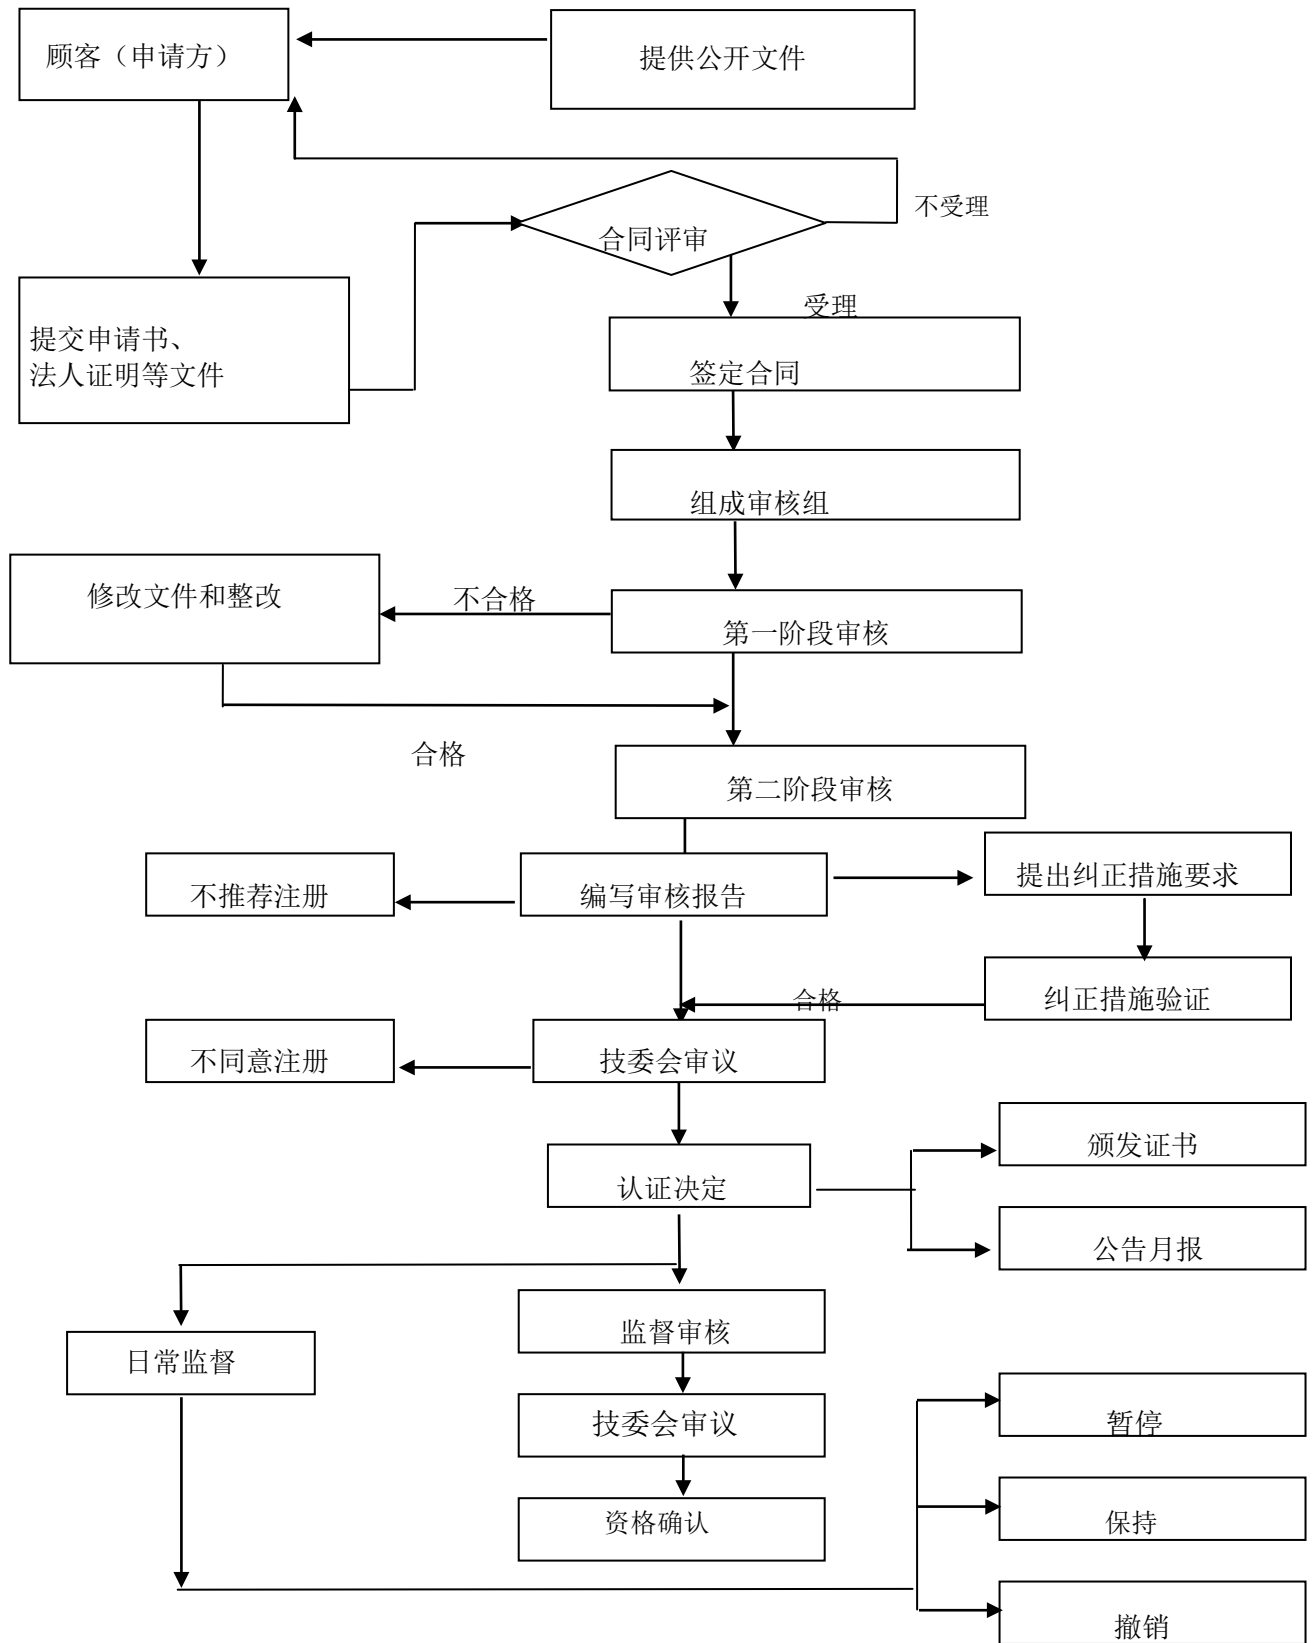 顾客（申请方）
提供公开文件
不受理
合同评审
受理
提交申请书、
法人证明等文件
签定合同
组成审核组
修改文件和整改
不合格
第一阶段审核
合格
第二阶段审核
不推荐注册
编写审核报告
提出纠正措施要求
合格
纠正措施验证
不同意注册
技委会审议
颁发证书
认证决定
公告月报
监督审核
日常监督
技委会审议
暂停
资格确认
保持
撤销